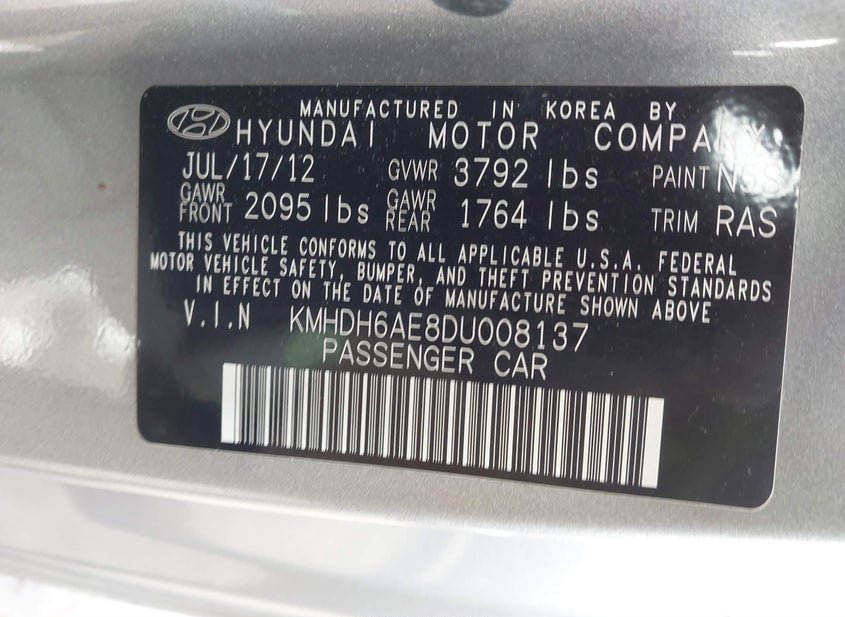 MANUFACTURED IN KOREA BY
HYUNDAI MOTOR COMPANY
JUL/17/12 GVWR 3792 lbs PAINT
GAWR FRONT 2095 lbs GAWR REAR 1764 lbs TRIM RAS
THIS VEHICLE CONFORMS TO ALL APPLICABLE U.S.A. FEDERAL
MOTOR VEHICLE SAFETY, BUMPER, AND THEFT PREVENTION STANDARDS
IN EFFECT ON THE DATE OF MANUFACTURE SHOWN ABOVE
V.I.N KMHDH6AE8DU008137
PASSENGER CAR